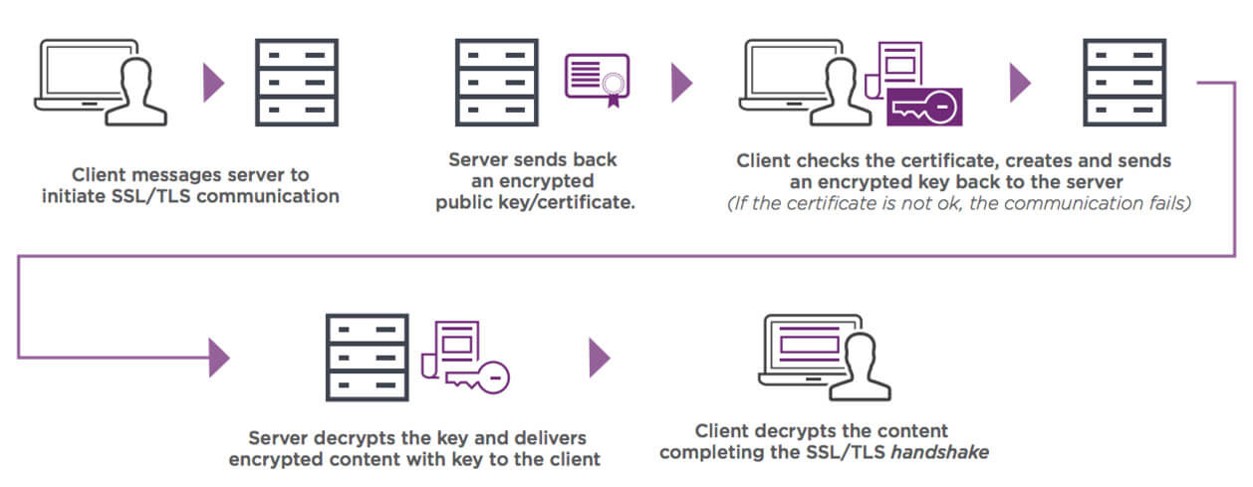 Client messages server to
initiate SSL/TLS communication
Server sends back
an encrypted
public key/certificate.
Client checks the certificate, creates and sends
an encrypted key back to the server
(If the certificate is not ok, the communication fails)
Server decrypts the key and delivers
encrypted content with key to the client
Client decrypts the content
completing the SSL/TLS handshake